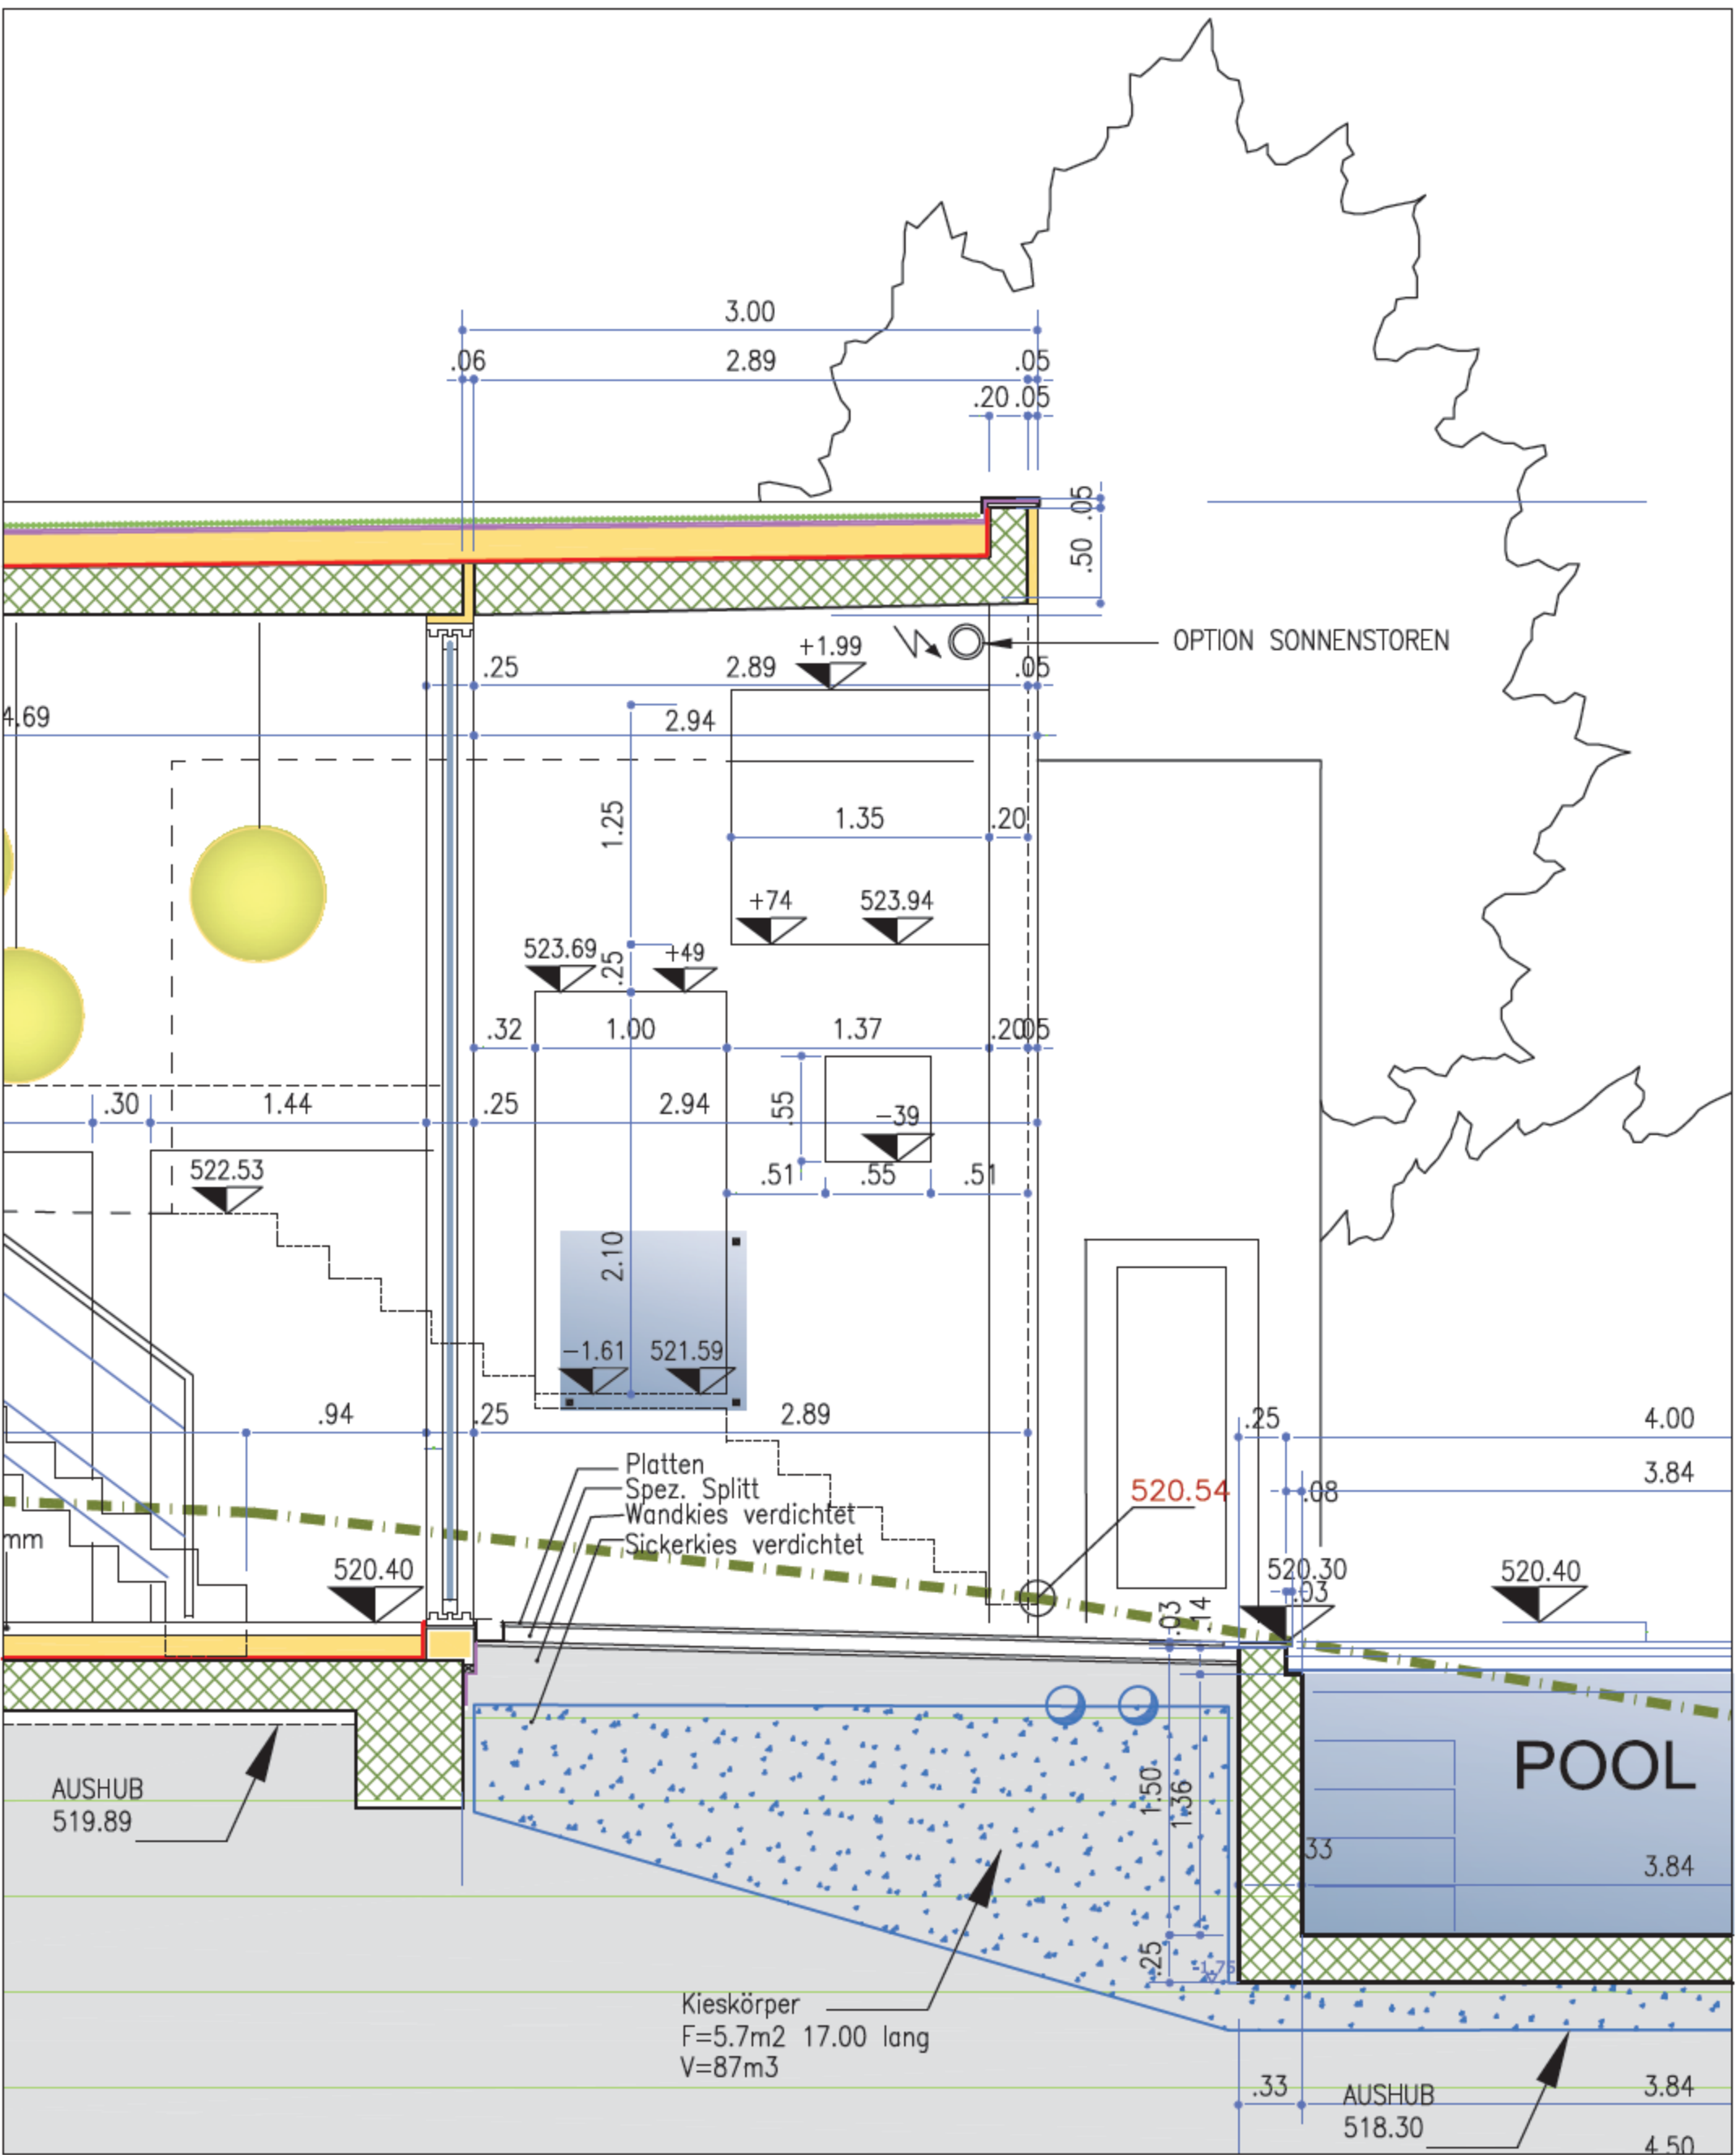 3.00
.06 2.89 .05
.20 .05
.05
.50
OPTION SONNENSTOREN
+1.99
.25 2.89 .05
4.69 2.94
1.25
1.35 .20
+74 523.94
523.69 .25 +49
.32 1.00 1.37 .20 05
.30 1.44 .25 2.94 .55 -39
.51 .55 .51
522.53
2.10
-1.61 521.59
.94 .25 2.89 .25 4.00
Platten
Spez. Splitt
Wandkies verdichtet
Sickerkies verdichtet
520.54 .08 3.84
mm
520.40 520.30 520.40
.03
.03 .14
POOL
AUSHUB
519.89
1.50 1.36
33 3.84
.25 -1.75
Kieskörper
F=5.7m2 17.00 lang
V=87m3
.33 3.84
AUSHUB
518.30
4.50